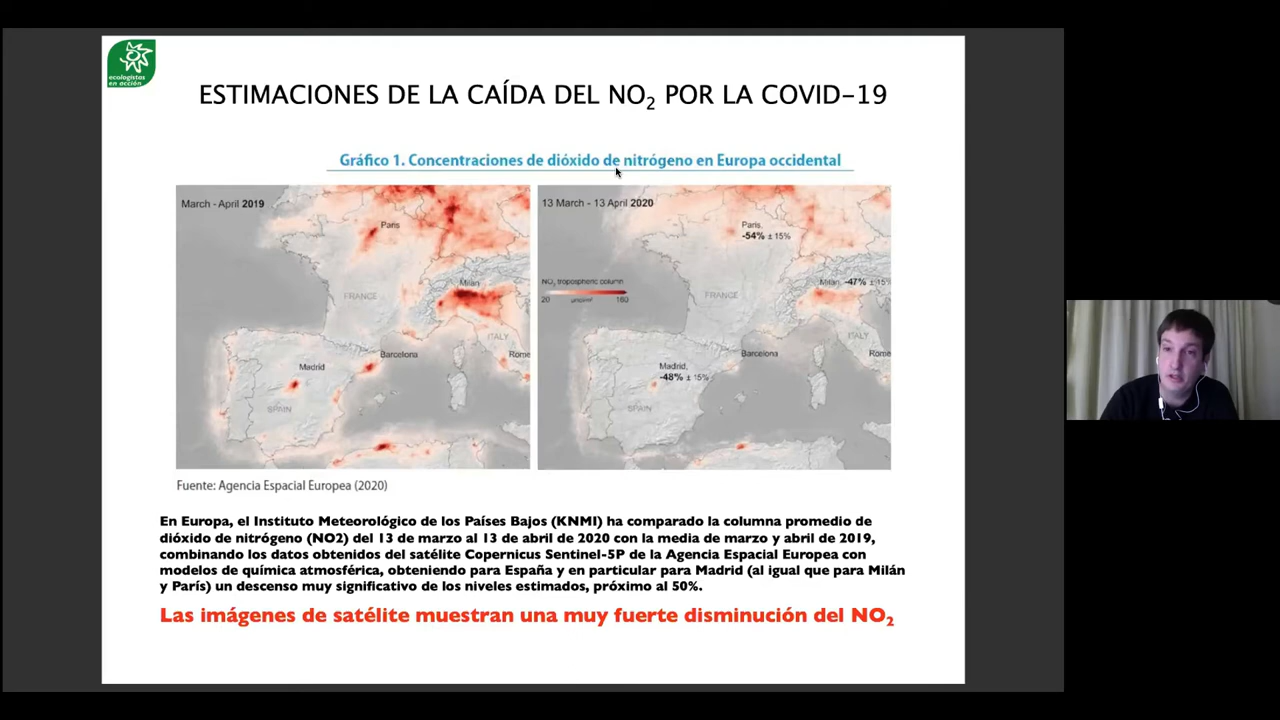 ecologistas
en acción
ESTIMACIONES DE LA CAÍDA DEL NO2 POR LA COVID-19
Gráfico 1. Concentraciones de dióxido de nitrógeno en Europa occidental
March - April 2019
Paris
FRANCE
Milan
ITALY
Rome
Barcelona
Madrid
SPAIN
13 March - 13 April 2020
Paris,
-54% ± 15%
NO2 tropospheric column
20 160
FRANCE
Milan, -47% ± 15%
ITALY
Rome
Barcelona
Madrid,
-48% ± 15%
SPAIN
Fuente: Agencia Espacial Europea (2020)
En Europa, el Instituto Meteorológico de los Países Bajos (KNMI) ha comparado la columna promedio de
dióxido de nitrógeno (NO2) del 13 de marzo al 13 de abril de 2020 con la media de marzo y abril de 2019,
combinando los datos obtenidos del satélite Copernicus Sentinel-5P de la Agencia Espacial Europea con
modelos de química atmosférica, obteniendo para España y en particular para Madrid (al igual que para Milán
y París) un descenso muy significativo de los niveles estimados, próximo al 50%.
Las imágenes de satélite muestran una muy fuerte disminución del NO2